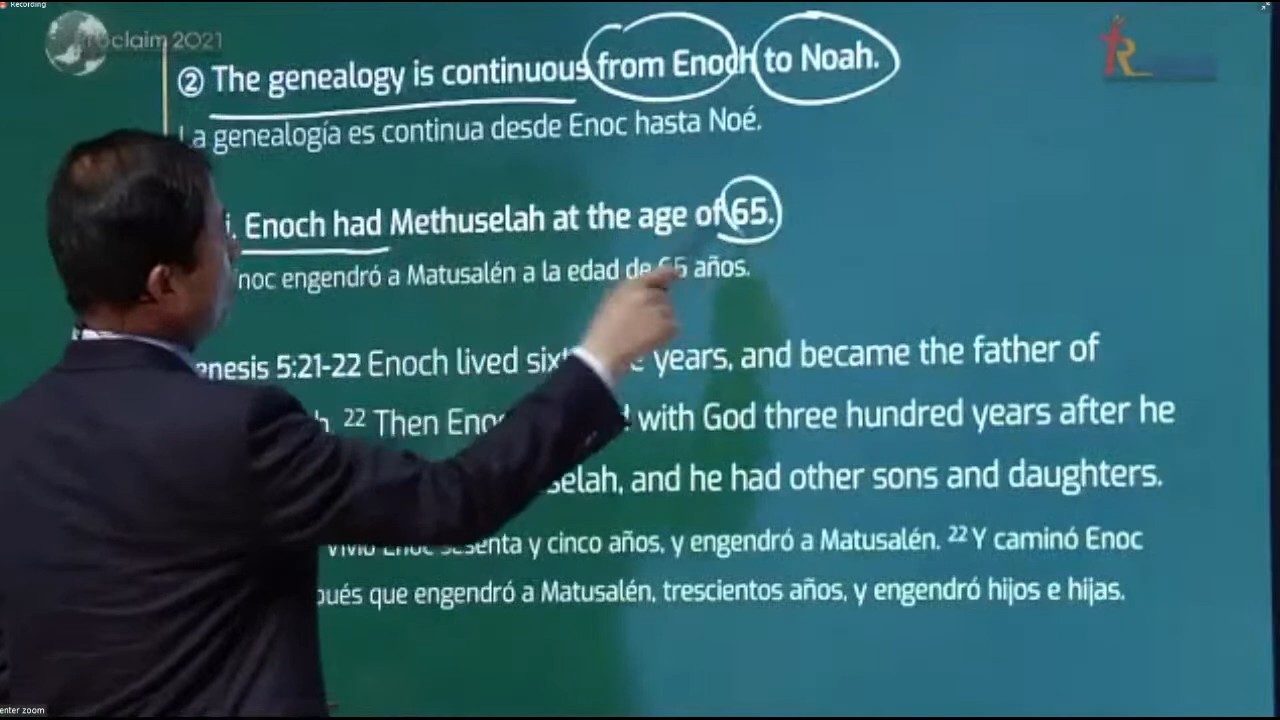 Recording
Proclaim 2021
② The genealogy is continuous from Enoch to Noah.
La genealogía es continua desde Enoc hasta Noé.
i. Enoch had Methuselah at the age of 65.
noc engendró a Matusalén a la edad de 65 años.
enesis 5:21-22 Enoch lived years, and became the father of
22 Then with God three hundred years after he
selah, and he had other sons and daughters.
Vivió Enoc sesenta y cinco años, y engendró a Matusalén. 22 Y caminó Enoc
pués que engendró a Matusalén, trescientos años, y engendró hijos e hijas.
enter zoom